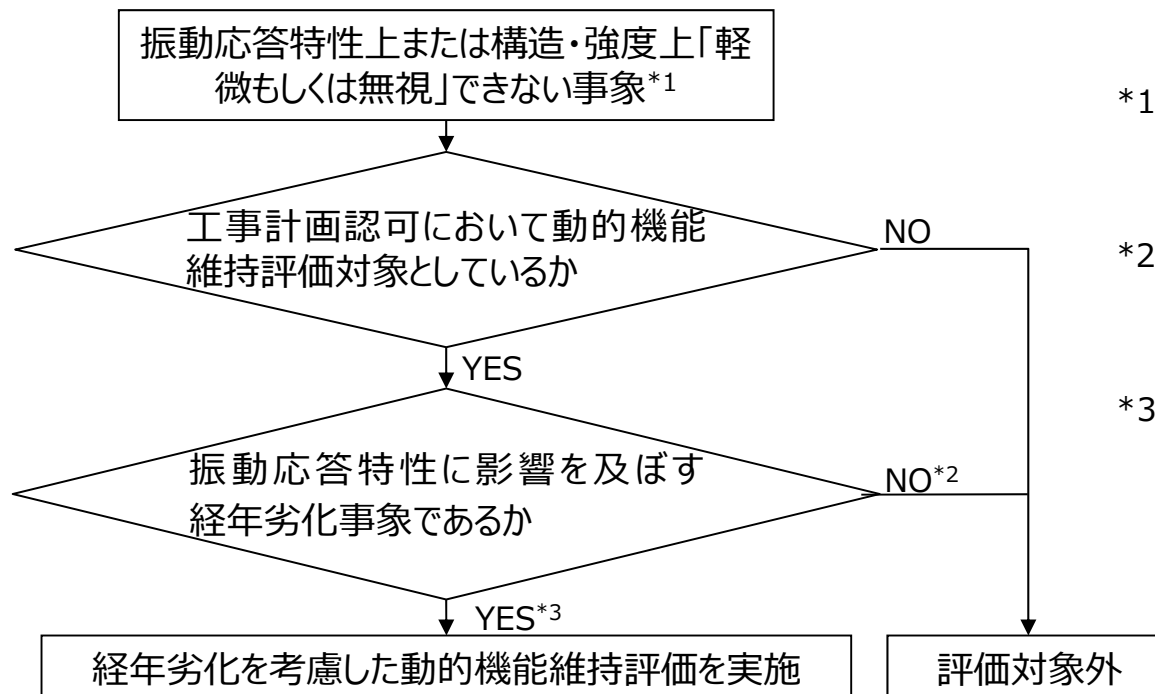 振動応答特性上または構造・強度上「軽
微もしくは無視」できない事象*1
*1
工事計画認可において動的機能
維持評価対象としているか
NO
*2
YES
*3
振動応答特性に影響を及ぼす
経年劣化事象であるか
NO*2
YES*3
経年劣化を考慮した動的機能維持評価を実施
評価対象外